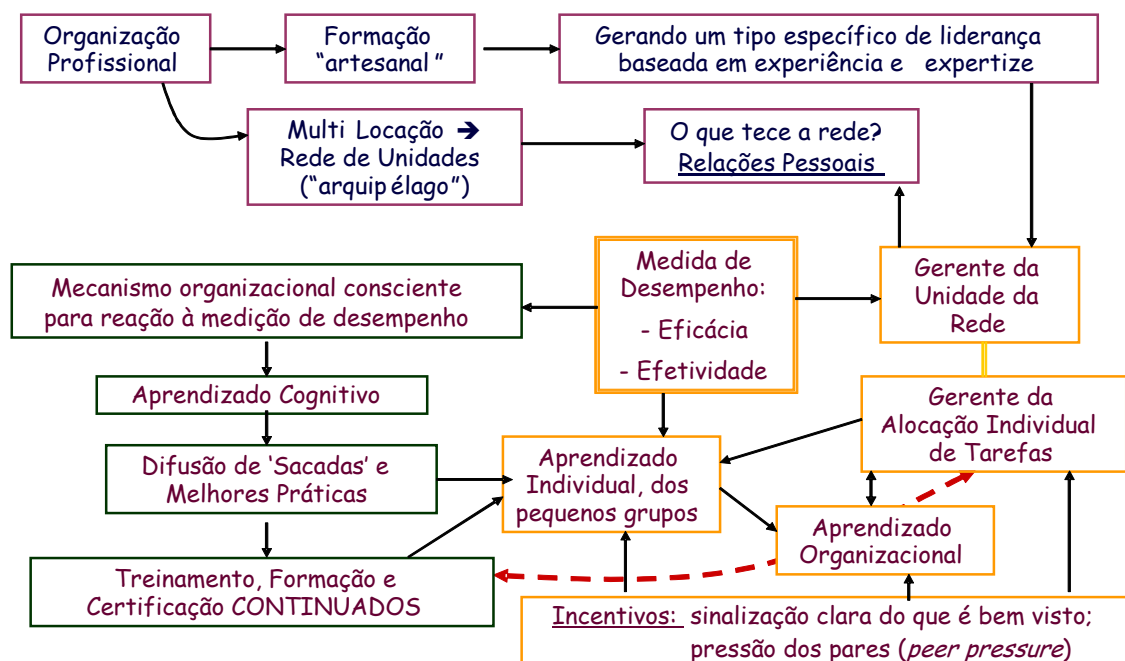 Organização
Profissional
Formação
“artesanal ”
Gerando um tipo específico de liderança
baseada em experiência e expertize
Multi Locação ➔
Rede de Unidades
(“arquip élago”)
O que tece a rede?
Relações Pessoais
Mecanismo organizacional consciente
para reação à medição de desempenho
Medida de
Desempenho:
- Eficácia
- Efetividade
Gerente da
Unidade da
Rede
Aprendizado Cognitivo
Gerente da
Alocação Individual
de Tarefas
Difusão de ‘Sacadas’ e
Melhores Práticas
Aprendizado
Individual, dos
pequenos grupos
Aprendizado
Organizacional
Treinamento, Formação e
Certificação CONTINUADOS
Incentivos: sinalização clara do que é bem visto;
pressão dos pares (peer pressure)